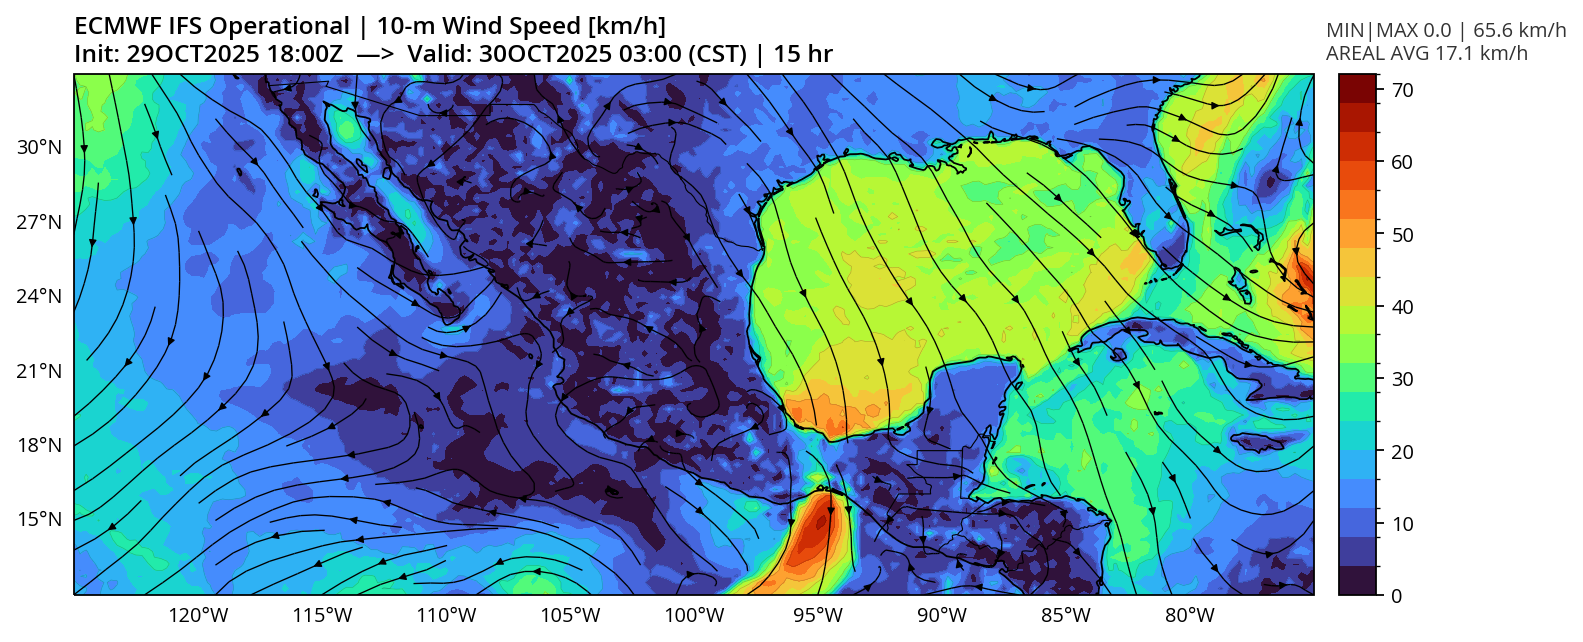 ECMWF IFS Operational | 10-m Wind Speed [km/h]
Init: 29OCT2025 18:00Z —> Valid: 30OCT2025 03:00 (CST) | 15 hr
MIN|MAX 0.0 | 65.6 km/h
AREAL AVG 17.1 km/h
30°N
27°N
24°N
21°N
18°N
15°N
120°W
115°W
110°W
105°W
100°W
95°W
90°W
85°W
80°W
70
60
50
40
30
20
10
0